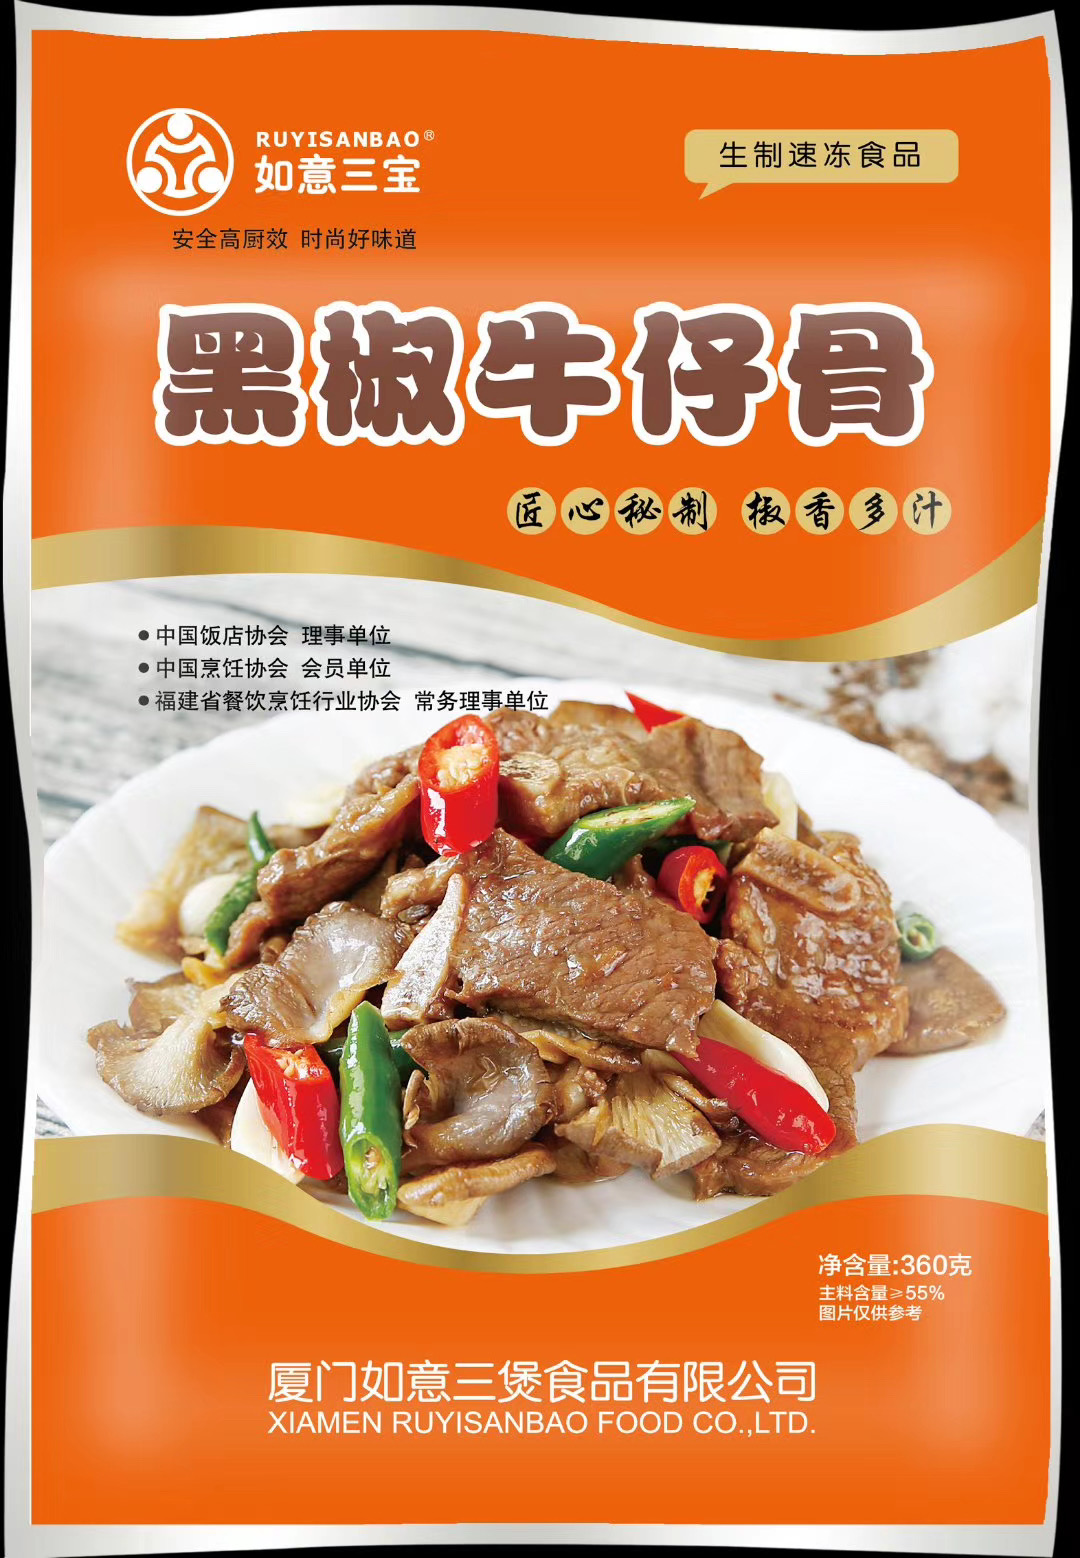 RUYISANBAO®
如意三宝
安全高厨效 时尚好味道
生制速冻食品
黑椒牛仔骨
匠心秘制 椒香多汁
●中国饭店协会 理事单位
●中国烹饪协会 会员单位
●福建省餐饮烹饪行业协会 常务理事单位
净含量:360克
主料含量≥55%
图片仅供参考
厦门如意三煲食品有限公司
XIAMEN RUYISANBAO FOOD CO.,LTD.